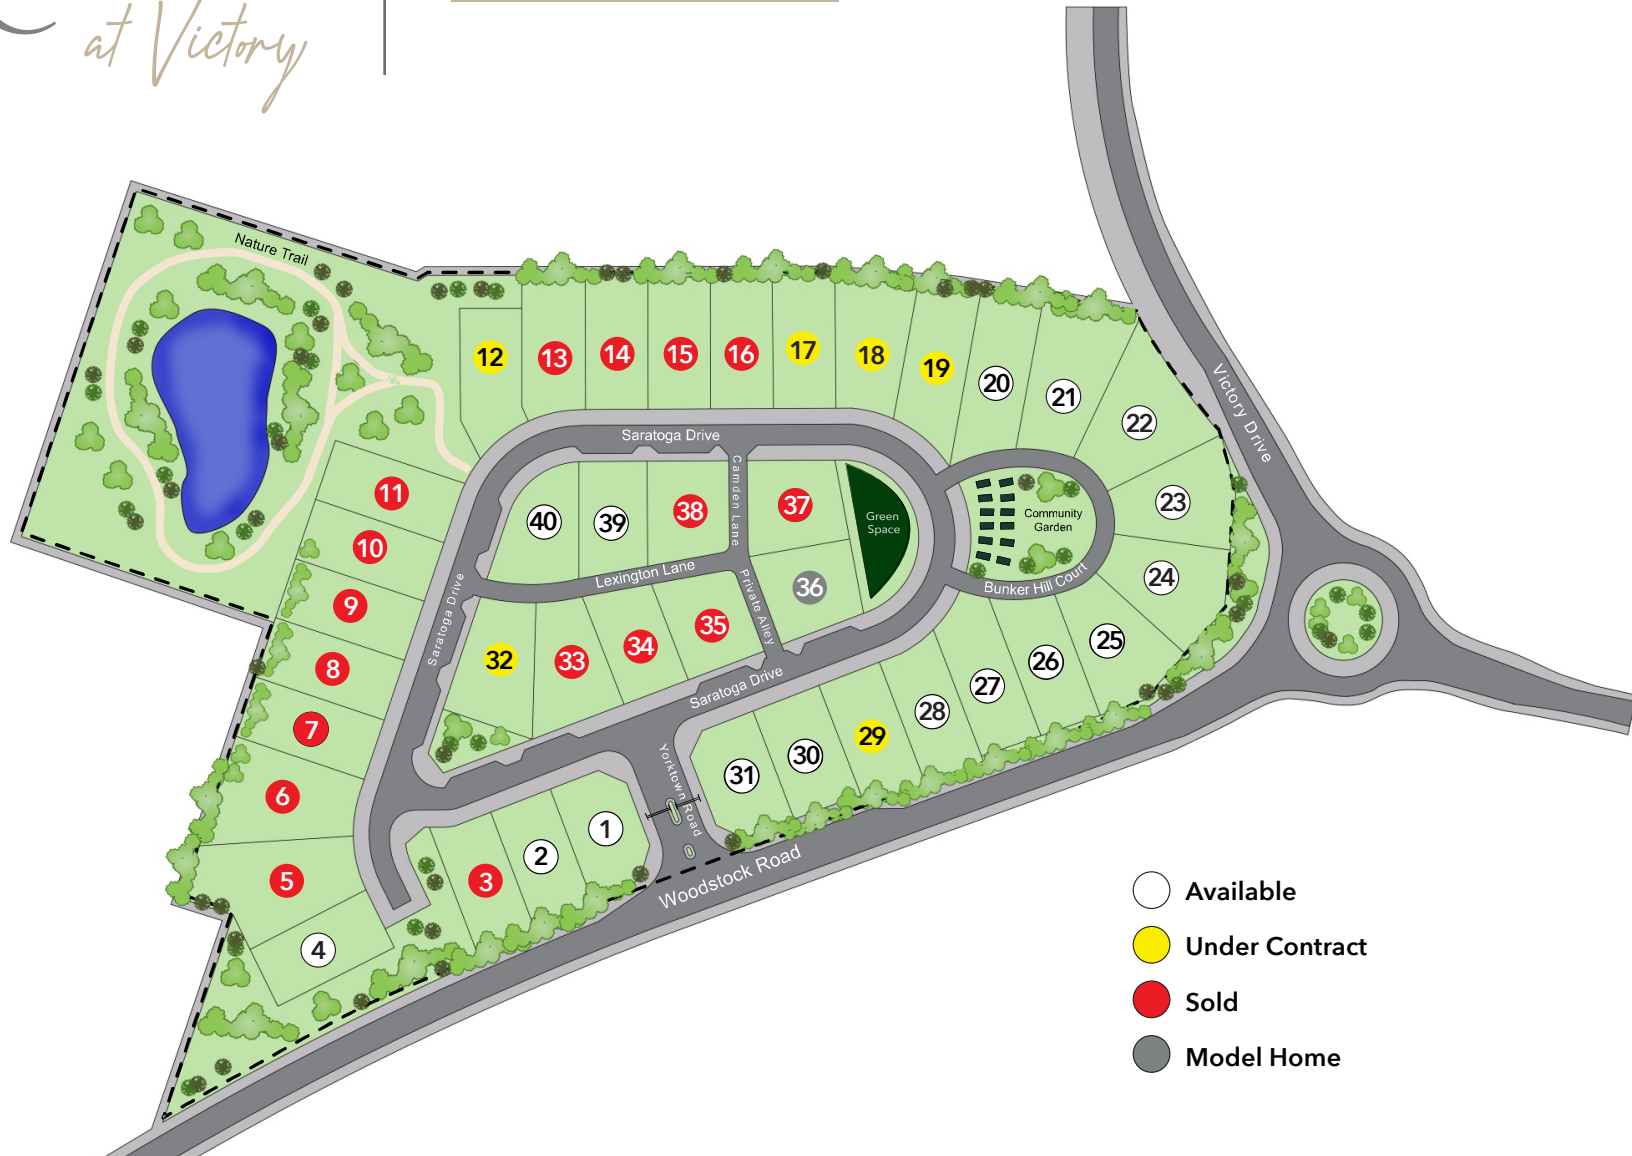 at Victory
Nature Trail
12
13
14
15
16
17
18
19
20
21
22
Victory Drive
Saratoga Drive
11
40
39
38
Camden Lane
37
Green
Space
Community
Garden
23
10
Lexington Lane
36
Bunker Hill Court
24
9
Saratoga Drive
Private Alley
8
32
33
34
35
25
26
27
28
Saratoga Drive
7
29
30
31
Yorktown Road
6
1
2
3
5
4
Woodstock Road
Available
Under Contract
Sold
Model Home